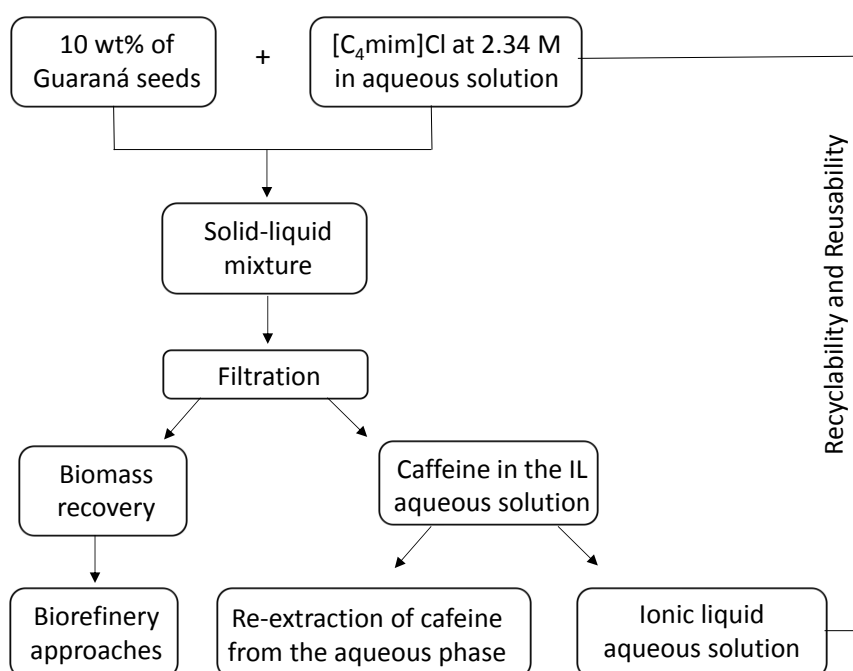 10 wt% of
Guaraná seeds
+
[C₄mim]Cl at 2.34 M
in aqueous solution
Solid-liquid
mixture
Filtration
Biomass
recovery
Caffeine in the IL
aqueous solution
Biorefinery
approaches
Re-extraction of cafeine
from the aqueous phase
Ionic liquid
aqueous solution
Recyclability and Reusability